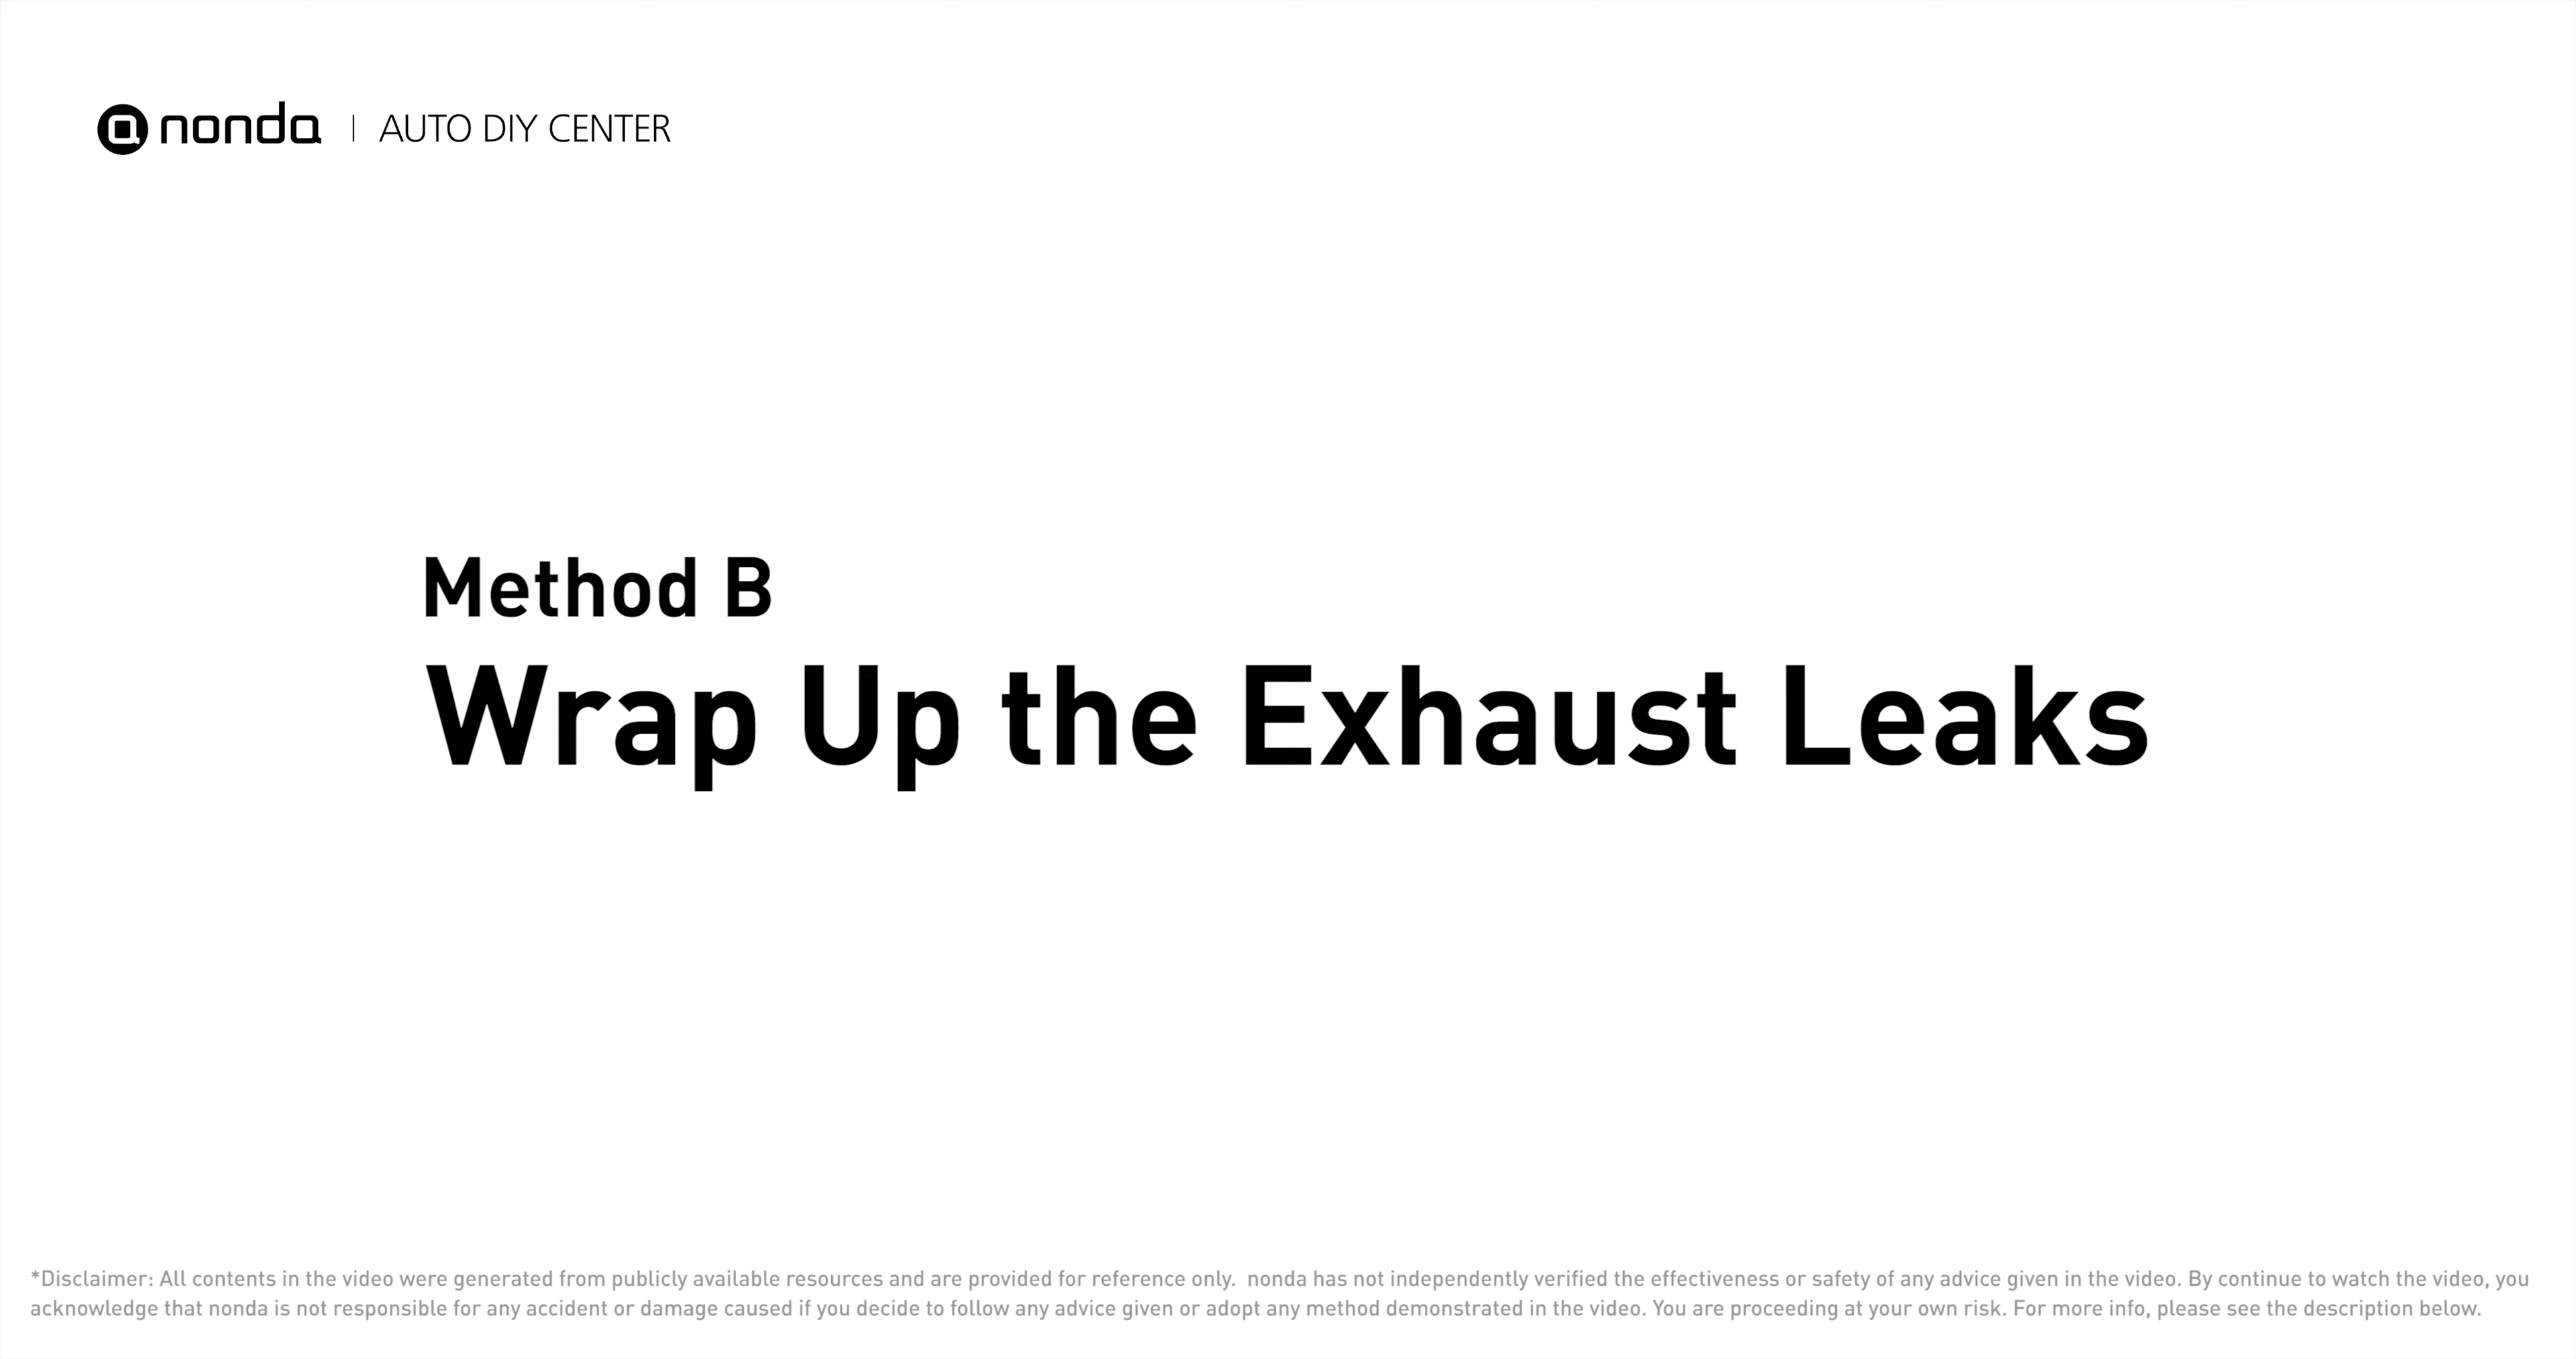 nonda | AUTO DIY CENTER
Method B
Wrap Up the Exhaust Leaks
*Disclaimer: All contents in the video were generated from publicly available resources and are provided for reference only.  nonda has not independently verified the effectiveness or safety of any advice given in the video. By continue to watch the video, you
acknowledge that nonda is not responsible for any accident or damage caused if you decide to follow any advice given or adopt any method demonstrated in the video. You are proceeding at your own risk. For more info, please see the description below.